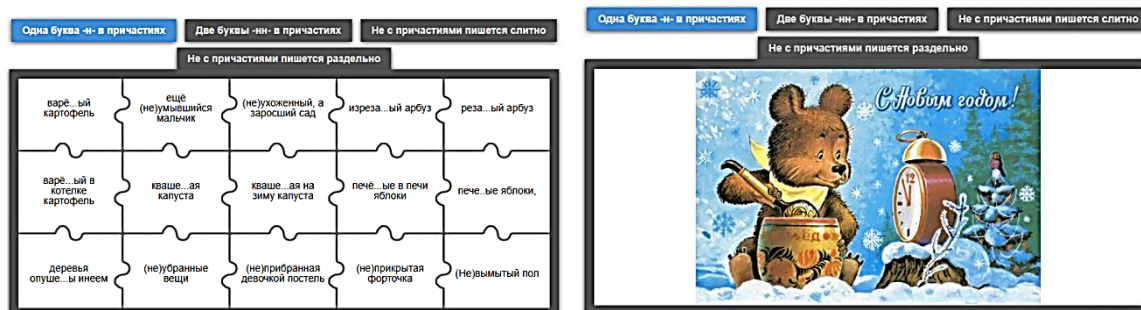 Одна буква -н- в причастиях
Две буквы -нн- в причастиях
Не с причастиями пишется слитно
Не с причастиями пишется раздельно
варё...ый
картофель
ещё
(не)умывшийся
мальчик
(не)ухоженный, а
заросший сад
изреза...ый арбуз
реза...ый арбуз
варё...ый в
котелке
картофель
кваше...ая
капуста
кваше...ая на
зиму капуста
печё...ые в печи
яблоки
пече..ые яблоки,
деревья
опуше...ы инеем
(не)убранные
вещи
(не)прибранная
девочкой постель
(не)прикрытая
форточка
(Не)вымытый пол
Одна буква -н- в причастиях
Две буквы -нн- в причастиях
Не с причастиями пишется слитно
Не с причастиями пишется раздельно
С Новым годом!
12